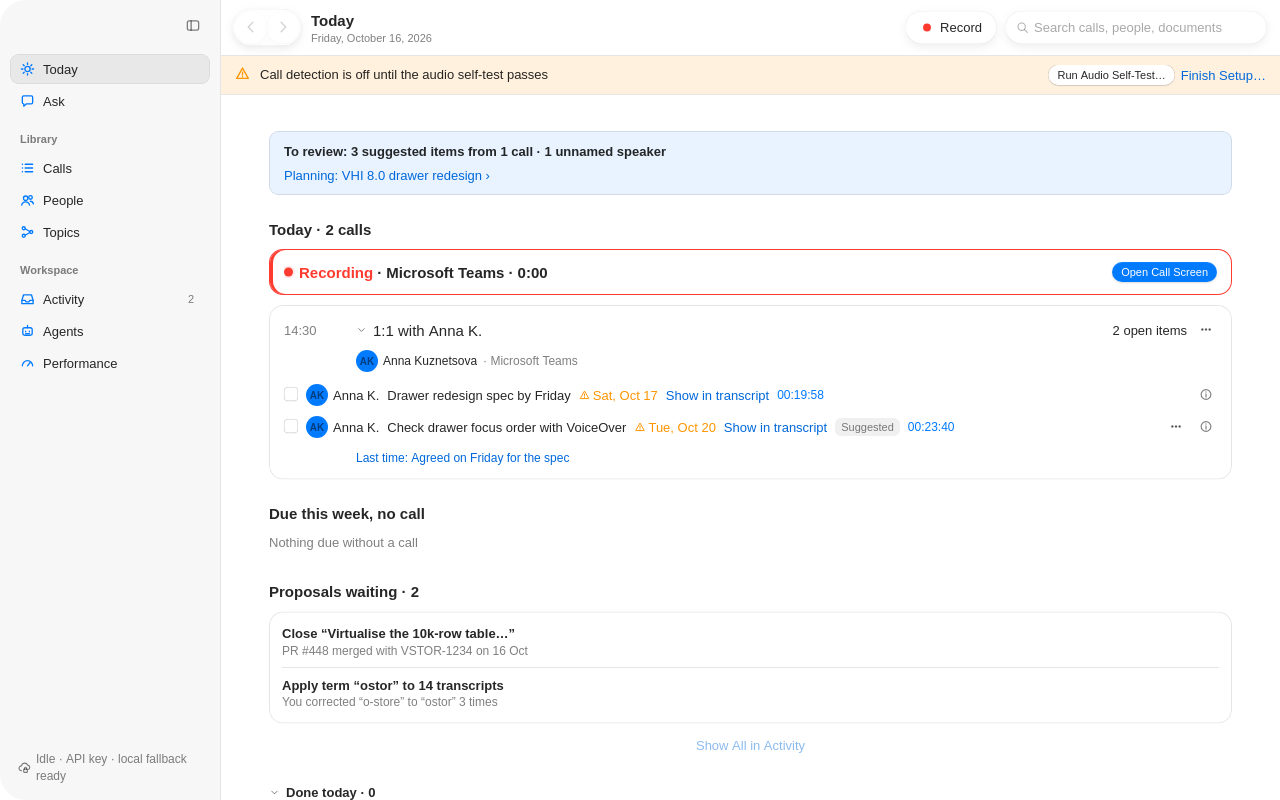 Today
Friday, October 16, 2026
Record
Search calls, people, documents
Today
Ask
Library
Calls
People
Topics
Workspace
Activity 2
Agents
Performance
Idle · API key · local fallback ready
Call detection is off until the audio self-test passes
Run Audio Self-Test…
Finish Setup…
To review: 3 suggested items from 1 call · 1 unnamed speaker
Planning: VHI 8.0 drawer redesign ›
Today · 2 calls
Recording · Microsoft Teams · 0:00
Open Call Screen
14:30 1:1 with Anna K. 2 open items
AK Anna Kuznetsova · Microsoft Teams
AK Anna K. Drawer redesign spec by Friday Sat, Oct 17 Show in transcript 00:19:58
AK Anna K. Check drawer focus order with VoiceOver Tue, Oct 20 Show in transcript Suggested 00:23:40
Last time: Agreed on Friday for the spec
Due this week, no call
Nothing due without a call
Proposals waiting · 2
Close “Virtualise the 10k-row table…”
PR #448 merged with VSTOR-1234 on 16 Oct
Apply term “ostor” to 14 transcripts
You corrected “o-store” to “ostor” 3 times
Show All in Activity
Done today · 0